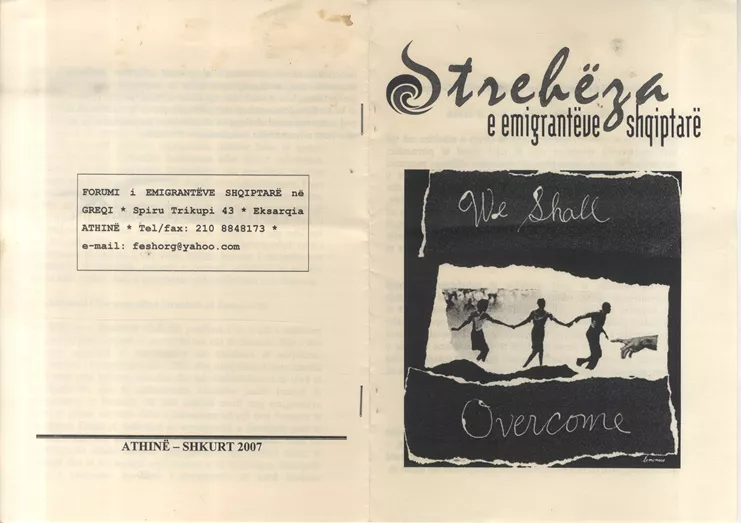 FORUMI i EMIGRANTËVE SHQIPTARË në
GREQI * Spiru Trikupi 43 * Eksarqia
ATHINË * Tel/fax: 210 8848173 *
e-mail: feshorg@yahoo.com
ATHINË – SHKURT 2007
Strehëza
e emigrantëve shqiptarë
We Shall
Overcome